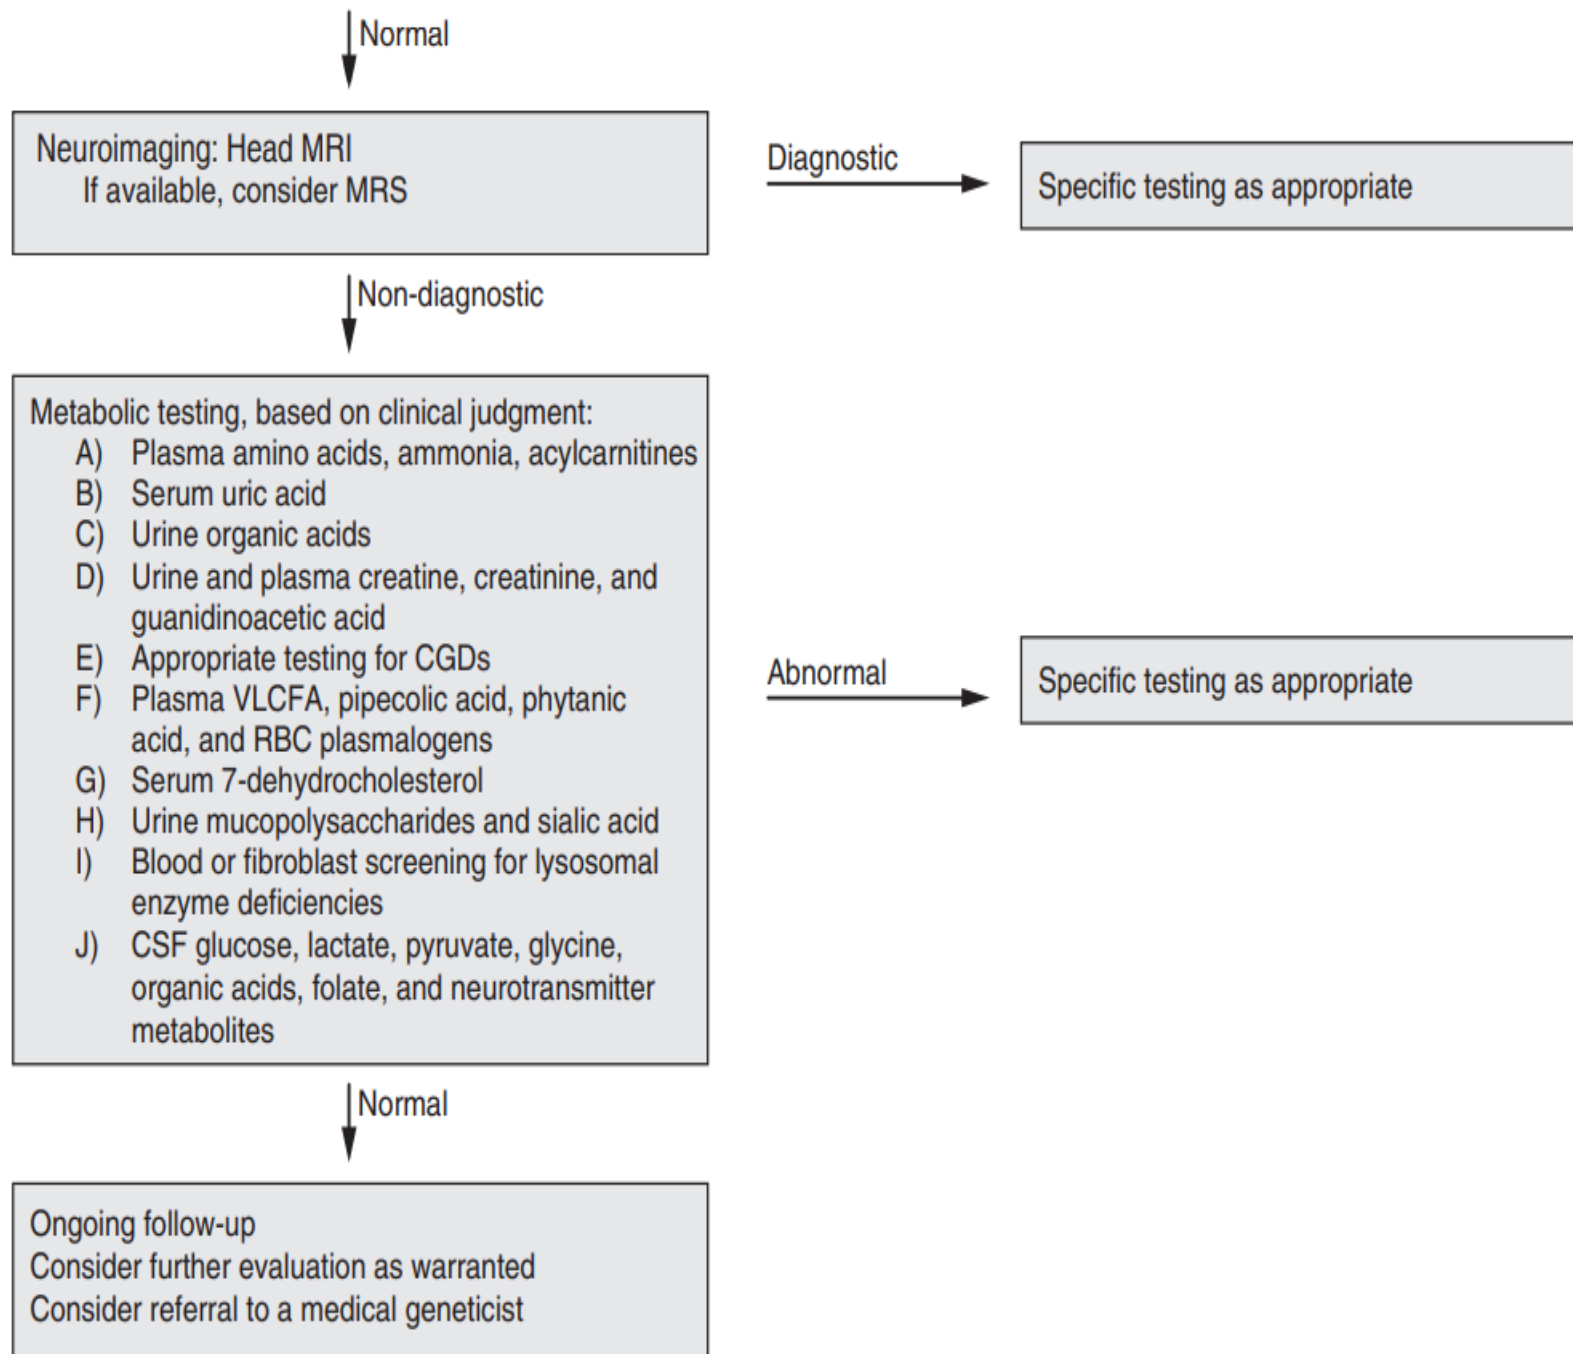 Normal
Neuroimaging: Head MRI
If available, consider MRS
Diagnostic
Specific testing as appropriate
Non-diagnostic
Metabolic testing, based on clinical judgment:
A) Plasma amino acids, ammonia, acylcarnitines
B) Serum uric acid
C) Urine organic acids
D) Urine and plasma creatine, creatinine, and
guanidinoacetic acid
E) Appropriate testing for CGDs
F) Plasma VLCFA, pipecolic acid, phytanic
acid, and RBC plasmalogens
G) Serum 7-dehydrocholesterol
H) Urine mucopolysaccharides and sialic acid
I) Blood or fibroblast screening for lysosomal
enzyme deficiencies
J) CSF glucose, lactate, pyruvate, glycine,
organic acids, folate, and neurotransmitter
metabolites
Abnormal
Specific testing as appropriate
Normal
Ongoing follow-up
Consider further evaluation as warranted
Consider referral to a medical geneticist